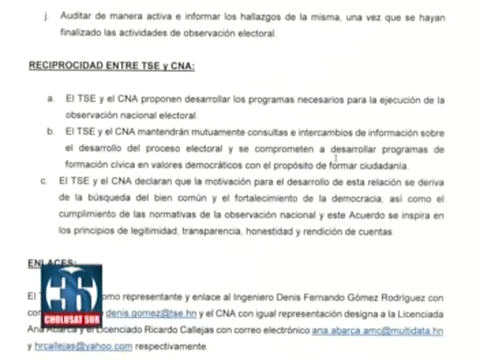 j. Auditar de manera activa e informar los hallazgos de la misma, una vez que se hayan
finalizado las actividades de observación electoral.
RECIPROCIDAD ENTRE TSE y CNA:
a. El TSE y el CNA proponen desarrollar los programas necesarios para la ejecución de la
observación nacional electoral.
b. El TSE y el CNA mantendrán mutuamente consultas e intercambios de información sobre
el desarrollo del proceso electoral y se comprometen a desarrollar programas de
formación cívica en valores democráticos con el propósito de formar ciudadanía.
c. El TSE y el CNA declaran que la motivación para el desarrollo de esta relación se deriva
de la búsqueda del bien común y el fortalecimiento de la democracia, así como el
cumplimiento de las normativas de la observación nacional y este Acuerdo se inspira en
los principios de legitimidad, transparencia, honestidad y rendición de cuentas.
ENLACES:
El omo representante y enlace al Ingeniero Denis Fernando Gómez Rodríguez con
denis.gomez@tse.hn y el CNA con igual representación designa a la Licenciada
Ana Abarca y el Licenciado Ricardo Callejas con correo electrónico ana.abarca.amc@multidata.hn
y hrcallejas@yahoo.com respectivamente.
36
CHOLUSAT SUR